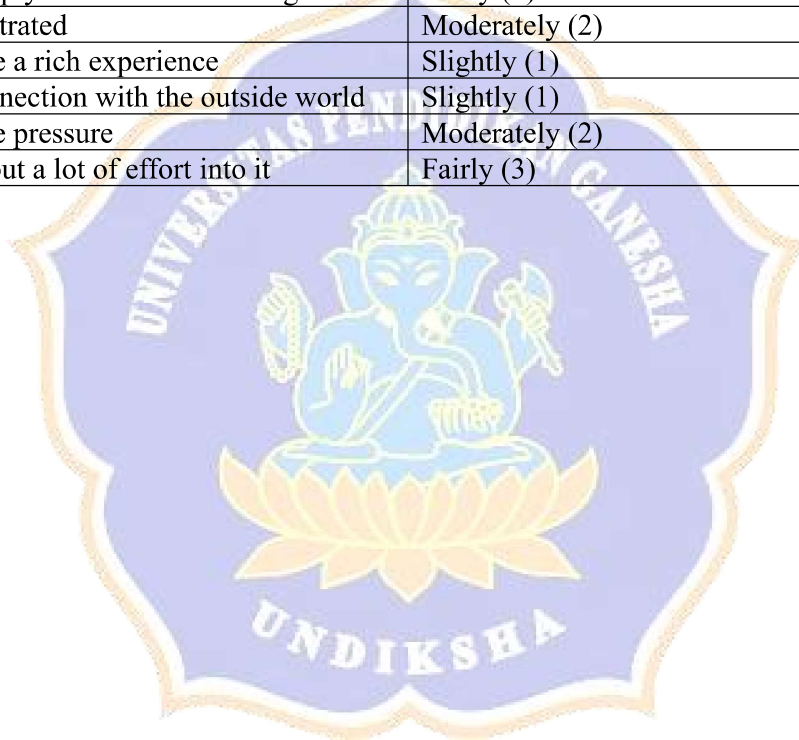 trated Moderately (2)
e a rich experience Slightly (1)
nection with the outside world Slightly (1)
e pressure Moderately (2)
out a lot of effort into it Fairly (3)
UNIVERSITAS PENDIDIKAN GANESHA
UNDIKSHA